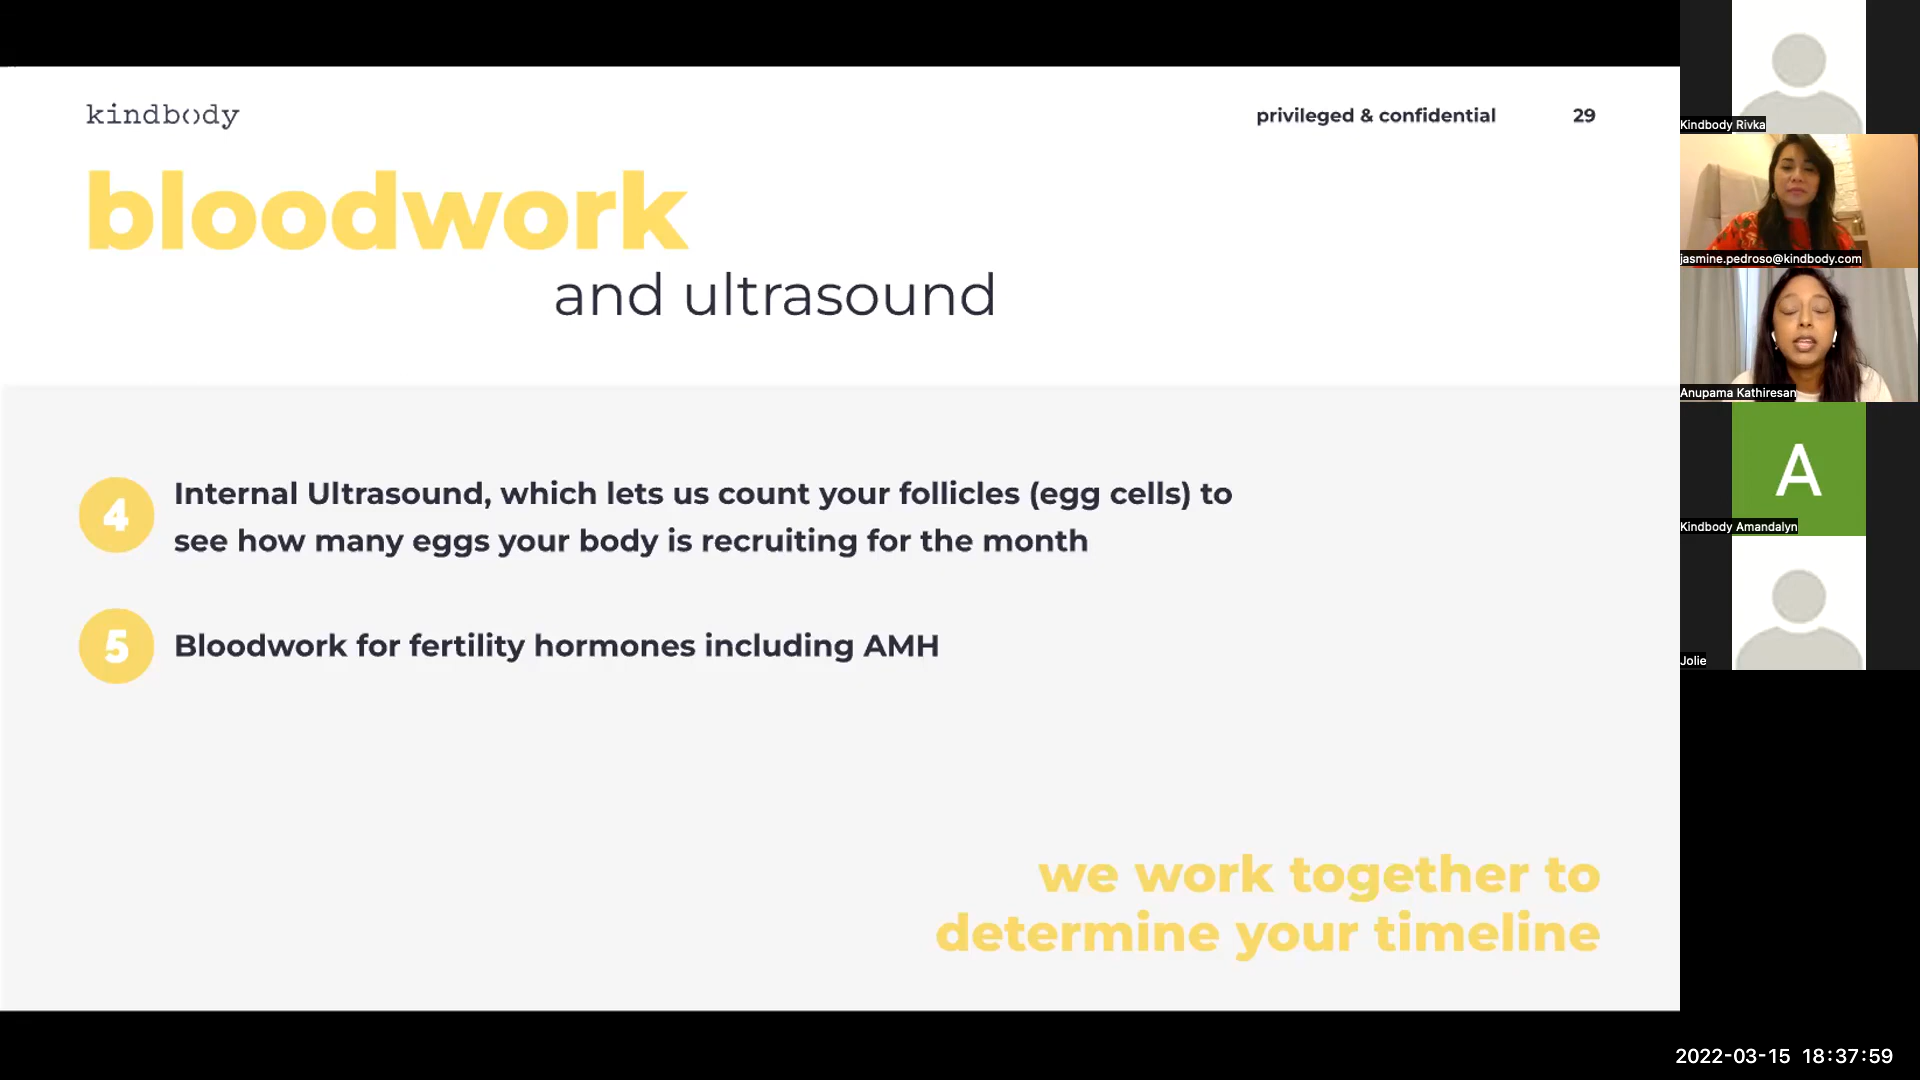 kindbody
privileged & confidential
29
bloodwork
and ultrasound
4
Internal Ultrasound, which lets us count your follicles (egg cells) to
see how many eggs your body is recruiting for the month
5
Bloodwork for fertility hormones including AMH
we work together to
determine your timeline
Kindbody Rivka
jasmine.pedroso@kindbody.com
Anupama Kathiresan
A
Kindbody Amandalyn
Jolie
2022-03-15 18:37:59